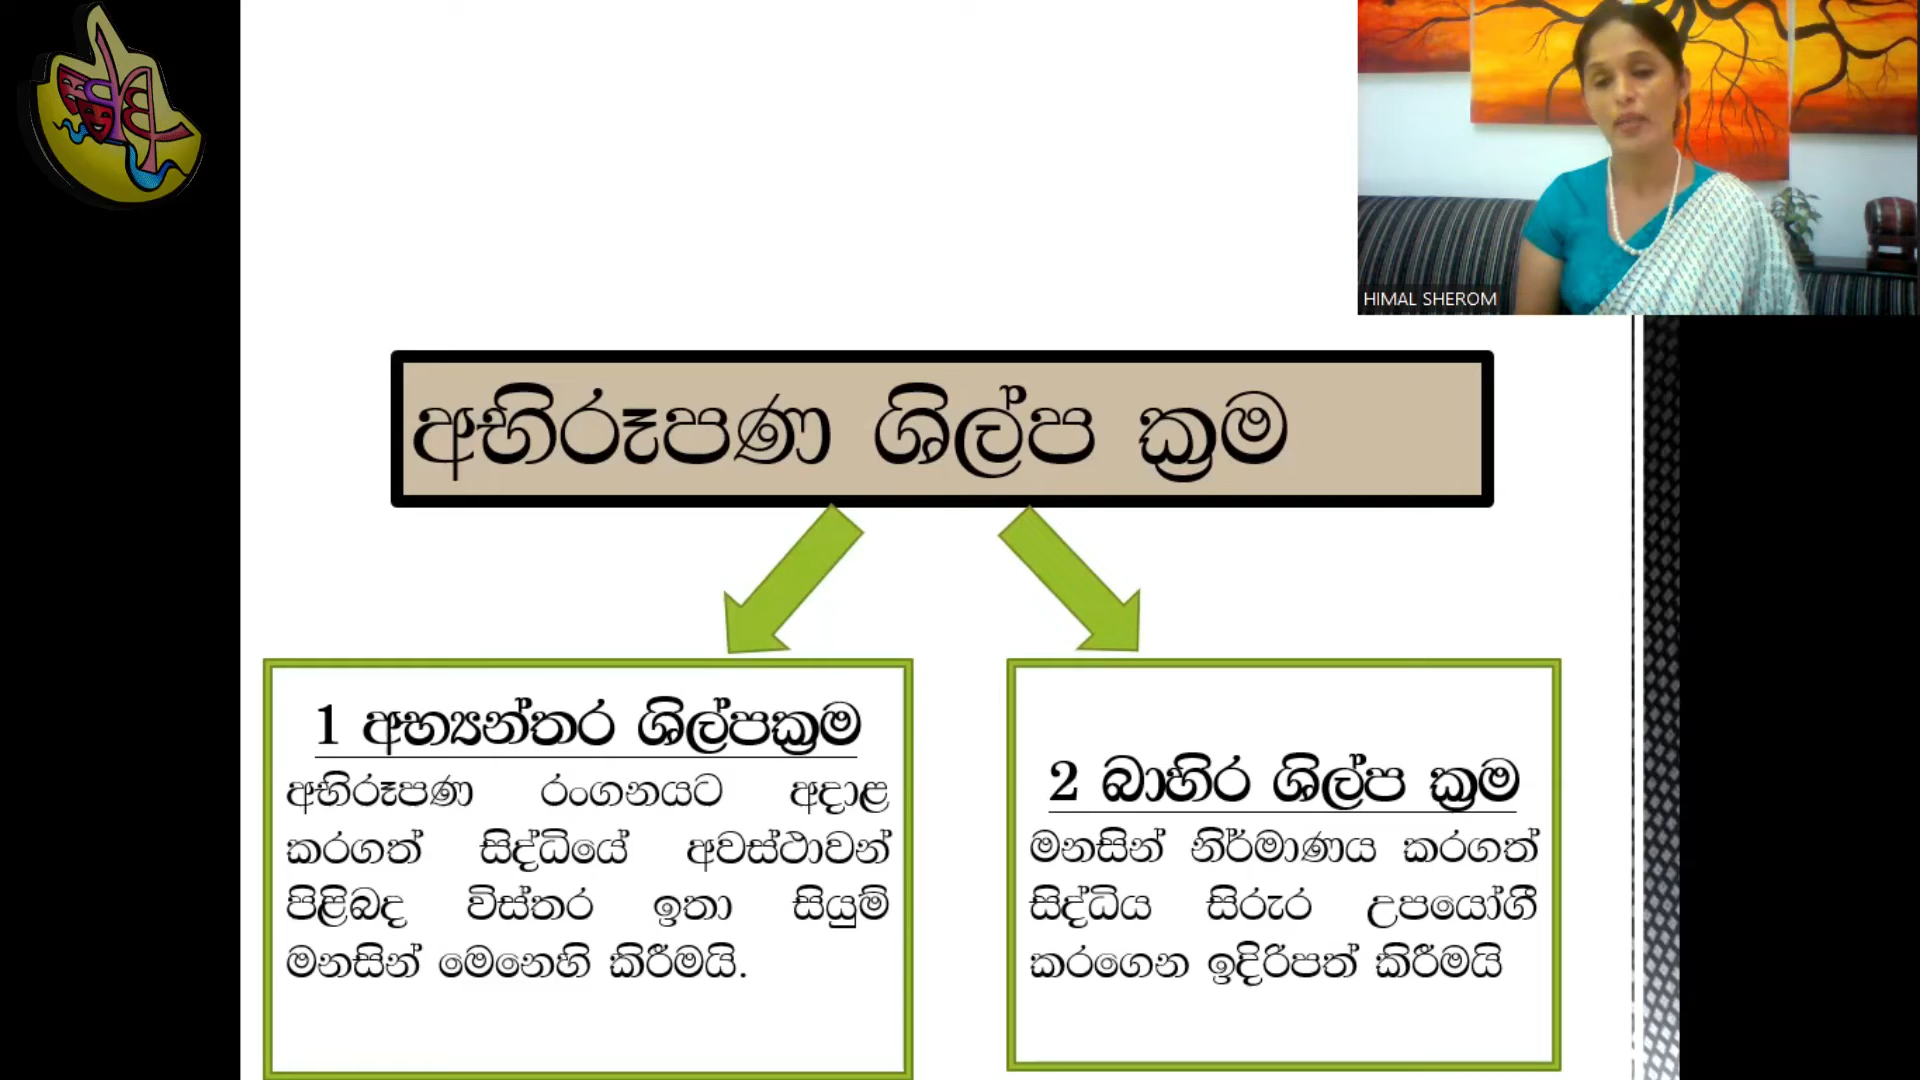 HIMAL SHEROM
අභිරූපණ ශිල්ප ක්‍රම
1 අභ්‍යන්තර ශිල්පක්‍රම
අභිරූපණ රංගනයට අදාළ
කරගත් සිද්ධියේ අවස්ථාවන්
පිළිබද විස්තර ඉතා සියුම්
මනසින් මෙනෙහි කිරීමයි.
2 බාහිර ශිල්ප ක්‍රම
මනසින් නිර්මාණය කරගත්
සිද්ධිය සිරුර උපයෝගී
කරගෙන ඉදිරිපත් කිරීමයි